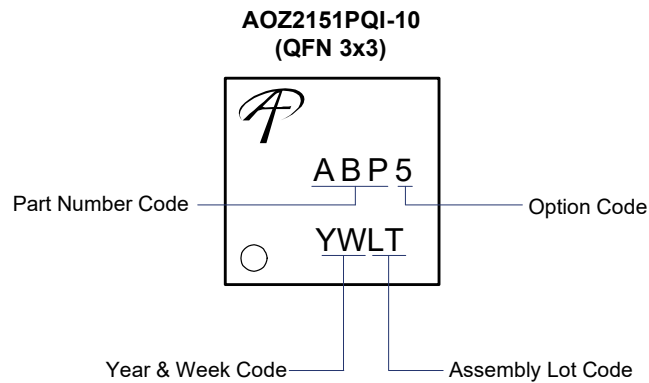 AOZ2151PQI-10
(QFN 3x3)
ABP5
Part Number Code
Option Code
YWLT
Year & Week Code
Assembly Lot Code